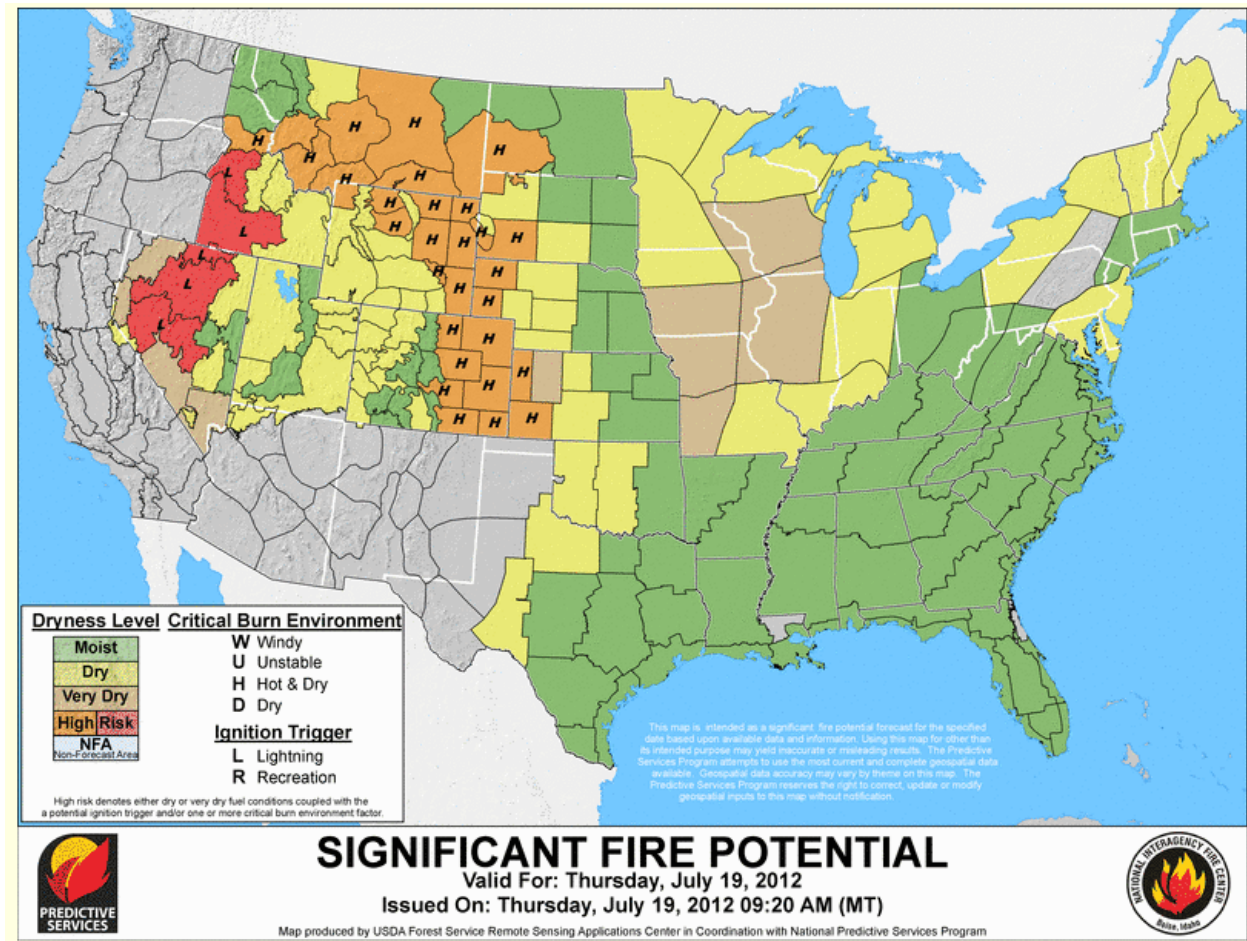 L
H
H
H
H
H
H
H
L
H
H
H
H
H
H
H
H
H
L
H
H
L
H
H
H
L
H
H
H
H
H
H
H
H
H
This map is intended as a significant fire potential forecast for the specified
date based upon available data and information. Using this map for other than
its intended purpose may yield inaccurate or misleading results. The Predictive
Services Program attempts to use the most current and complete geospatial data
available. Geospatial data accuracy may vary by theme on this map. The
Predictive Services Program reserves the right to correct, update or modify
geospatial inputs to this map without notification.
Dryness Level Critical Burn Environment
Moist
Dry
Very Dry
High Risk
NFA
Non-Forecast Area
W Windy
U Unstable
H Hot & Dry
D Dry
Ignition Trigger
L Lightning
R Recreation
High risk denotes either dry or very dry fuel conditions coupled with the
a potential ignition trigger and/or one or more critical burn environment factor.
PREDICTIVE
SERVICES
SIGNIFICANT FIRE POTENTIAL
Valid For: Thursday, July 19, 2012
Issued On: Thursday, July 19, 2012 09:20 AM (MT)
Map produced by USDA Forest Service Remote Sensing Applications Center in Coordination with National Predictive Services Program
NATIONAL INTERAGENCY FIRE CENTER
Boise, Idaho